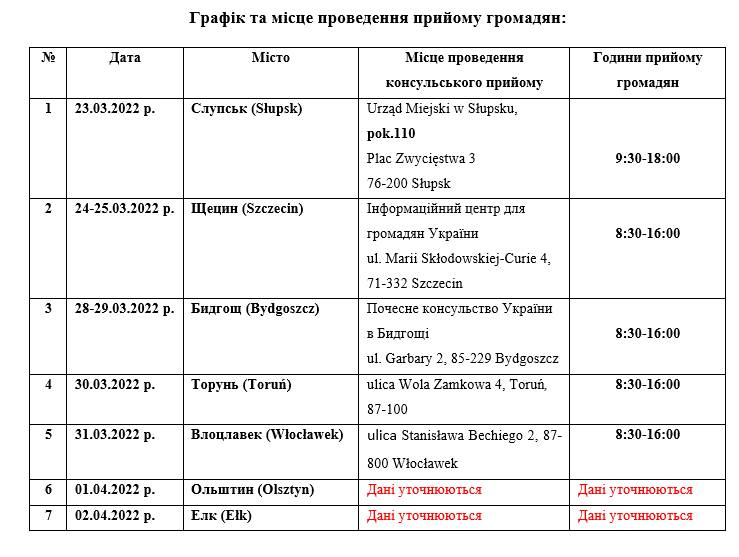 Графік та місце проведення прийому громадян:
№ Дата Місто Місце проведення консульського прийому Години прийому громадян
1 23.03.2022 р. Слупськ (Słupsk) Urząd Miejski w Słupsku,
pok.110
Plac Zwycięstwa 3 9:30-18:00
76-200 Słupsk
2 24-25.03.2022 р. Щецин (Szczecin) Інформаційний центр для
громадян України 8:30-16:00
ul. Marii Skłodowskiej-Curie 4,
71-332 Szczecin
3 28-29.03.2022 р. Бидгощ (Bydgoszcz) Почесне консульство України
в Бидгощі 8:30-16:00
ul. Garbary 2, 85-229 Bydgoszcz
4 30.03.2022 р. Торунь (Toruń) ulica Wola Zamkowa 4, Toruń, 8:30-16:00
87-100
5 31.03.2022 р. Влоцлавек (Włocławek) ulica Stanisława Bechiego 2, 87- 8:30-16:00
800 Włocławek
6 01.04.2022 р. Ольштин (Olsztyn) Дані уточнюються Дані уточнюються
7 02.04.2022 р. Елк (Ełk) Дані уточнюються Дані уточнюються